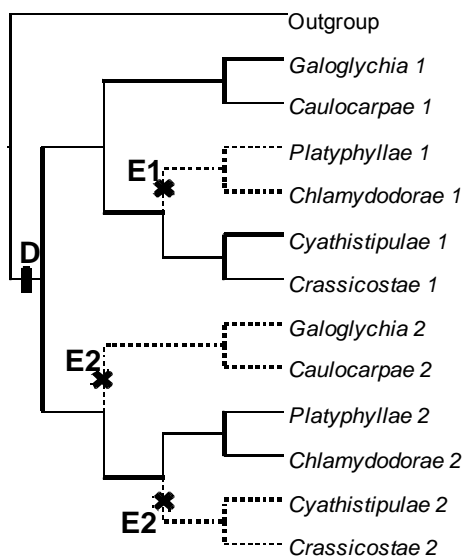 Outgroup
Galoglychia 1
Caulocarpae 1
Platyphyllae 1
E1
Chlamydodorae 1
Cyathistipulae 1
D
Crassicostae 1
Galoglychia 2
E2
Caulocarpae 2
Platyphyllae 2
Chlamydodorae 2
Cyathistipulae 2
E2
Crassicostae 2